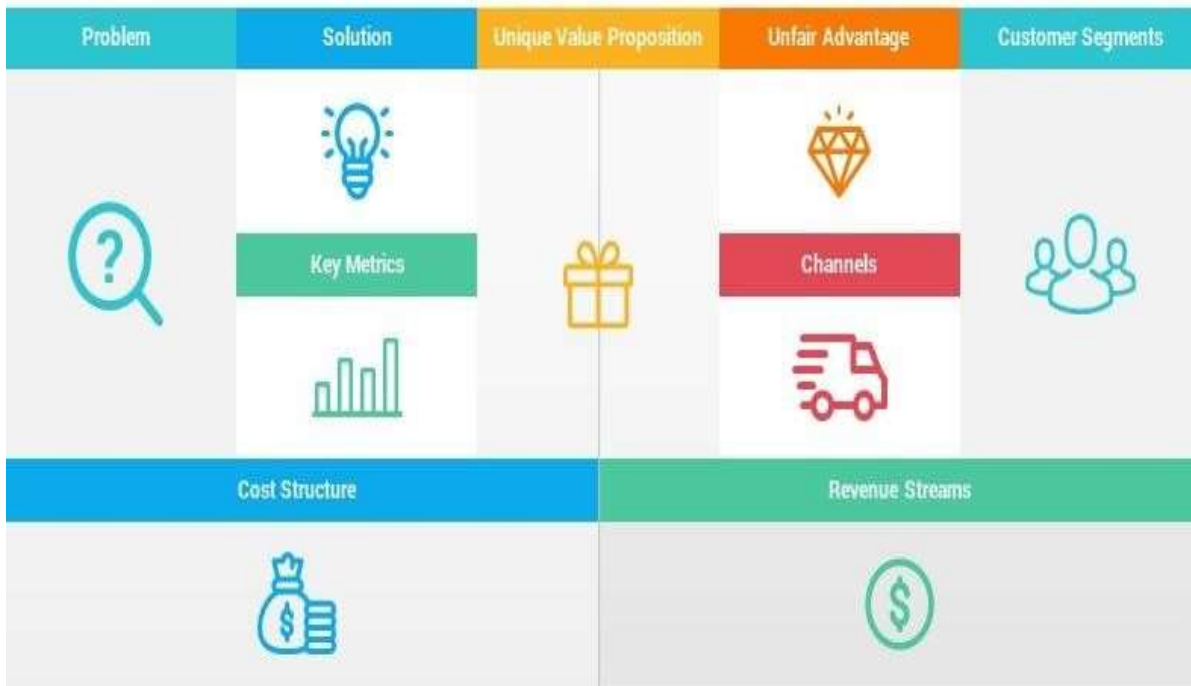 Problem
Solution
Unique Value Proposition
Unfair Advantage
Customer Segments
?
Key Metrics
Channels
Cost Structure
Revenue Streams
$
$